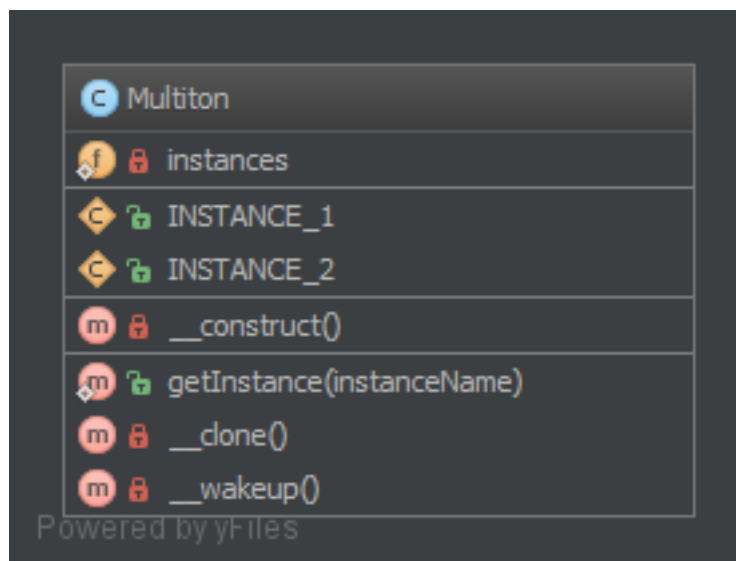 C Multiton
f instances
C INSTANCE_1
C INSTANCE_2
m __construct()
m getInstance(instanceName)
m __clone()
m __wakeup()
Powered by yFiles